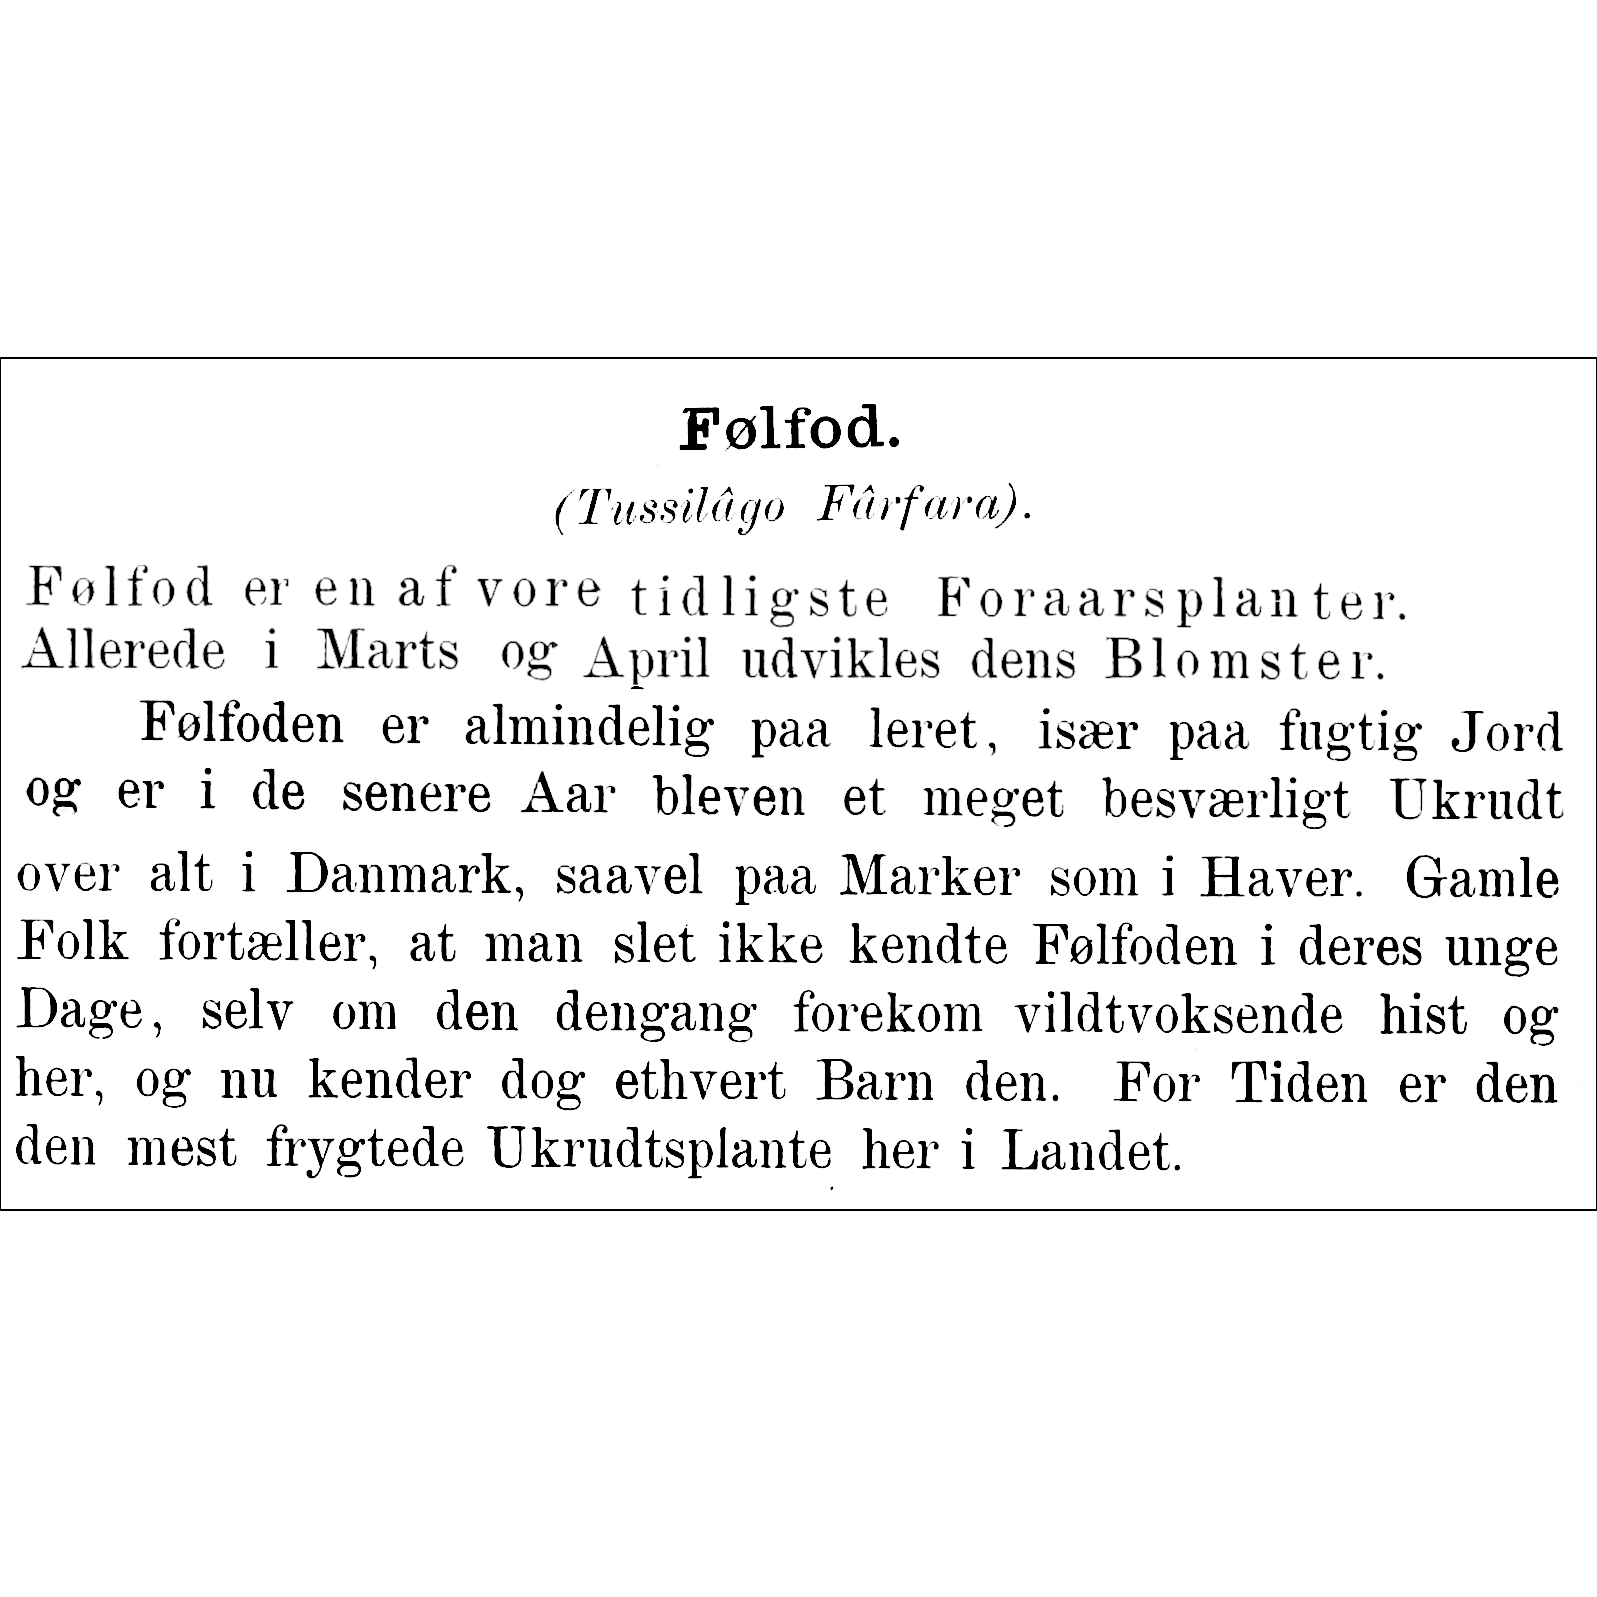 Følfod.
(Tussilâgo Fârfara).
Følfod er en af vore tidligste Foraarsplanter.
Allerede i Marts og April udvikles dens Blomster.
Følfoden er almindelig paa leret, især paa fugtig Jord
og er i de senere Aar bleven et meget besværligt Ukrudt
over alt i Danmark, saavel paa Marker som i Haver. Gamle
Folk fortæller, at man slet ikke kendte Følfoden i deres unge
Dage, selv om den dengang forekom vildtvoksende hist og
her, og nu kender dog ethvert Barn den. For Tiden er den
den mest frygtede Ukrudtsplante her i Landet.